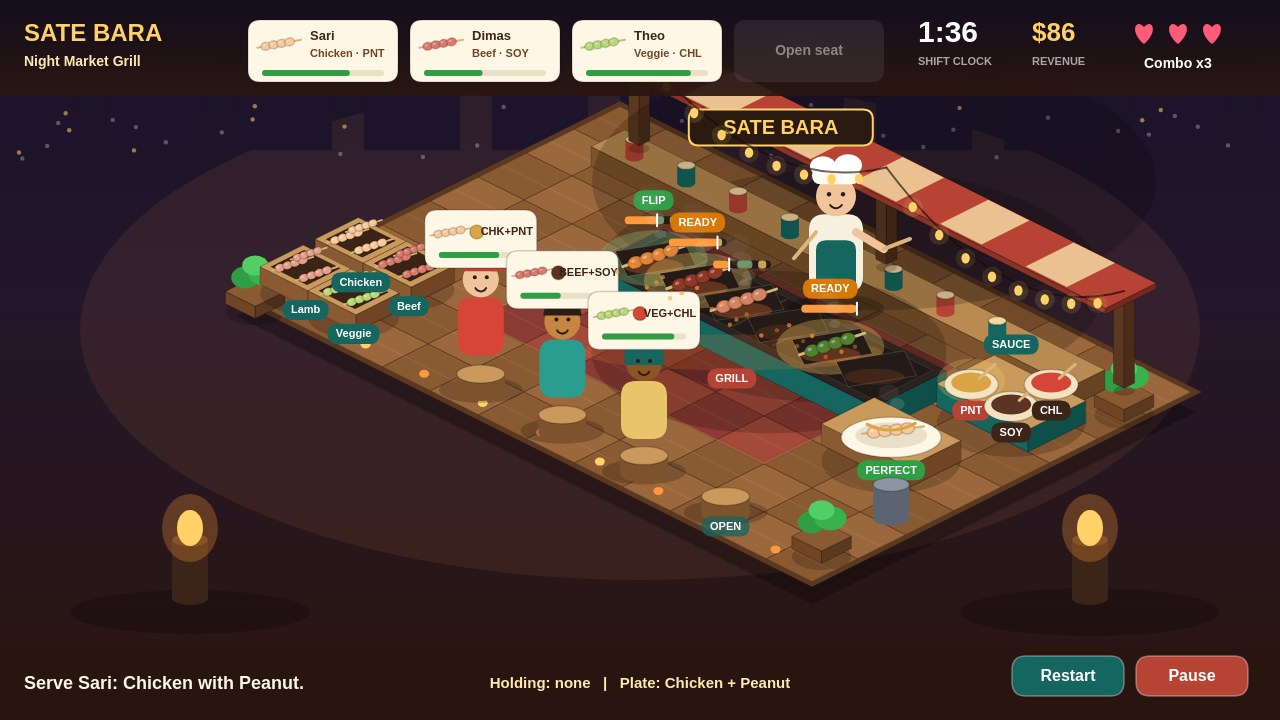 SATE BARA
Night Market Grill
Sari
Chicken · PNT
Dimas
Beef · SOY
Theo
Veggie · CHL
Open seat
1:36
SHIFT CLOCK
$86
REVENUE
Combo x3
SATE BARA
FLIP
READY
CHK+PNT
BEEF+SOY
VEG+CHL
READY
Chicken
Lamb
Beef
Veggie
SAUCE
GRILL
PNT
CHL
SOY
PERFECT
OPEN
Serve Sari: Chicken with Peanut.
Holding: none | Plate: Chicken + Peanut
Restart
Pause